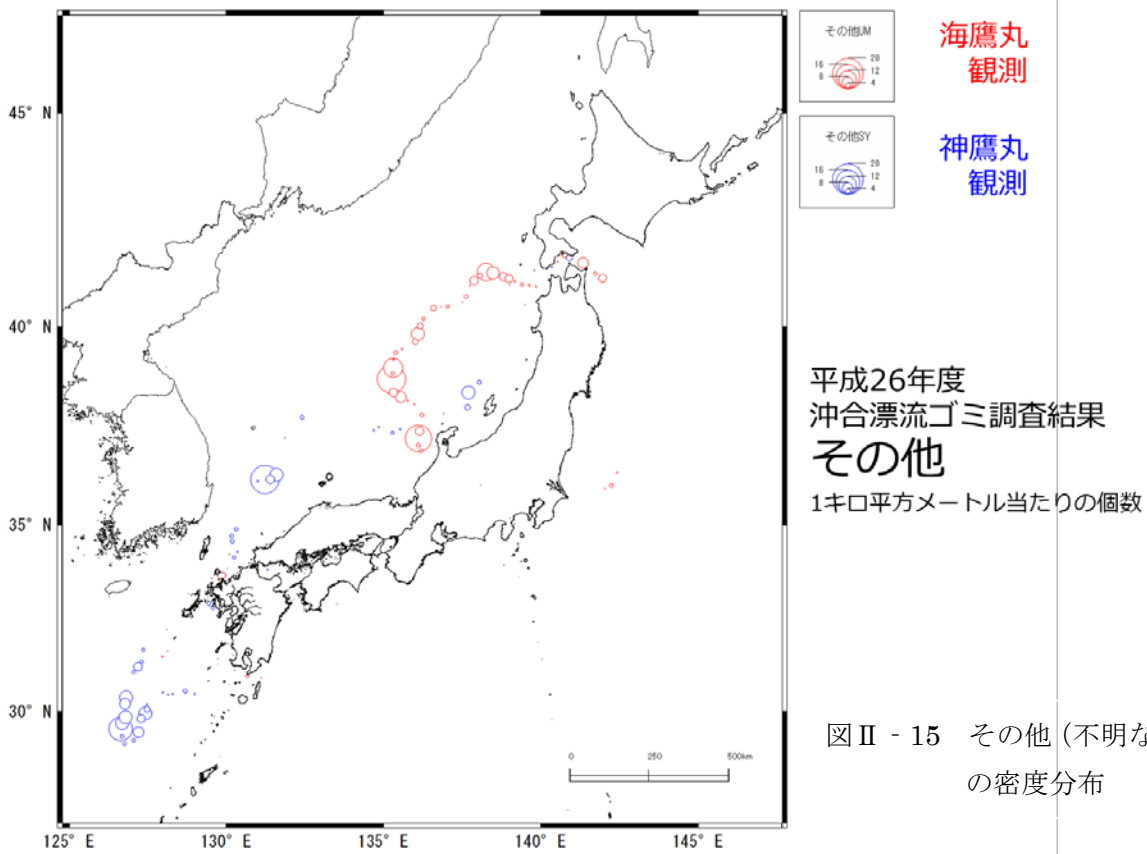 45° N
40° N
35° N
30° N
125° E
130° E
135° E
140° E
145° E
0
250
500km
その他UM
20
16
12
8
4
海鷹丸
観測
その他SY
20
16
12
8
4
神鷹丸
観測
平成26年度
沖合漂流ゴミ調査結果
その他
1キロ平方メートル当たりの個数
図Ⅱ - 15 その他（不明な
の密度分布